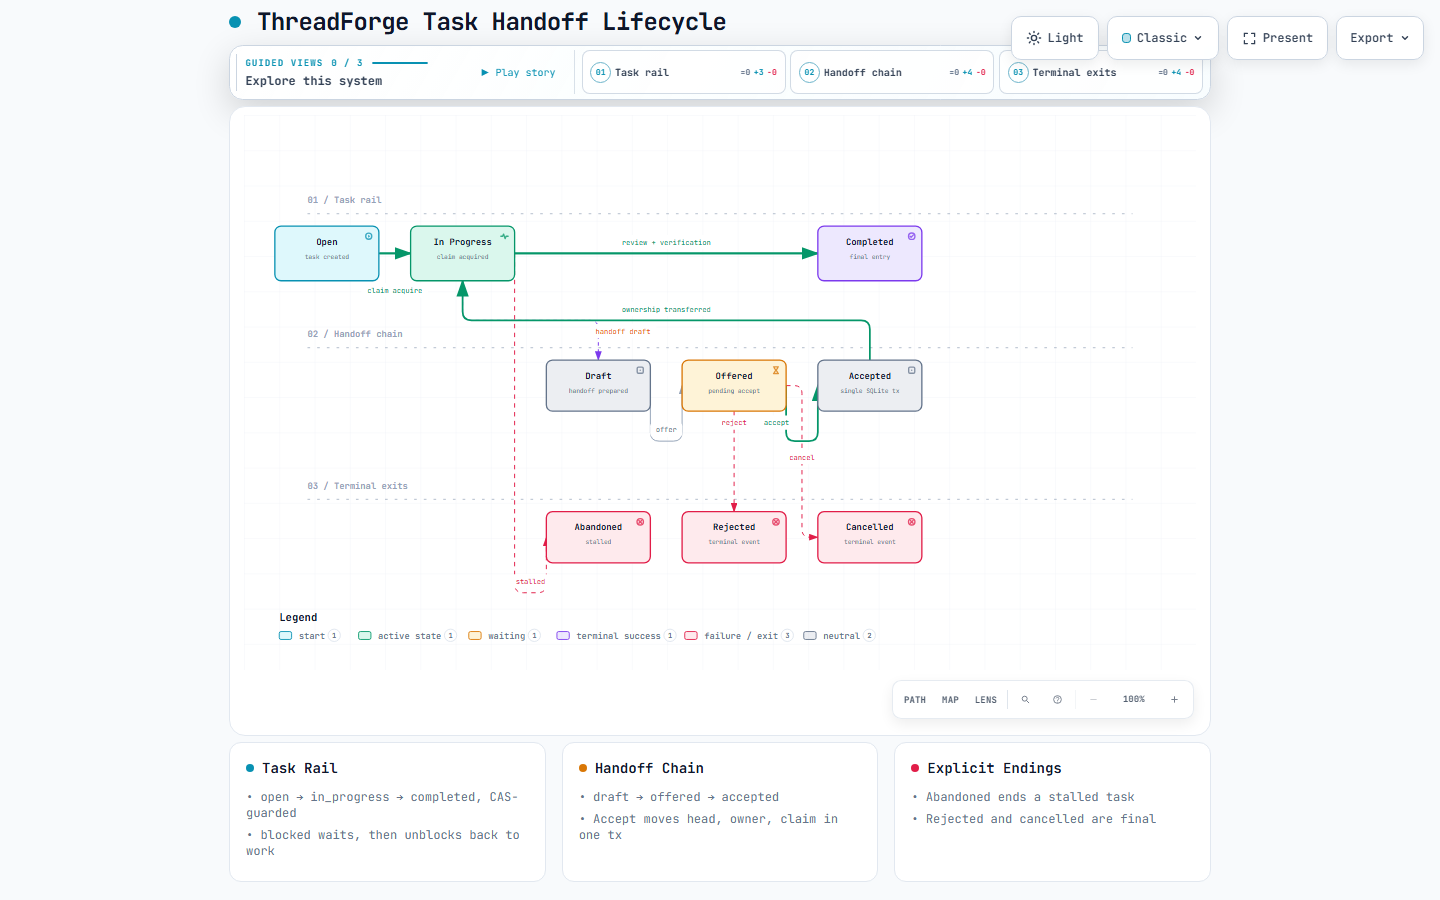 ThreadForge Task Handoff Lifecycle
Light
Classic
Present
Export
GUIDED VIEWS 0 / 3
Explore this system
▶ Play story
01 Task rail =0 +3 -0
02 Handoff chain =0 +4 -0
03 Terminal exits =0 +4 -0
01 / Task rail
Open
task created
In Progress
claim acquired
review + verification
Completed
final entry
claim acquire
ownership transferred
02 / Handoff chain
handoff draft
Draft
handoff prepared
Offered
pending accept
Accepted
single SQLite tx
offer
reject
accept
cancel
03 / Terminal exits
Abandoned
stalled
Rejected
terminal event
Cancelled
terminal event
stalled
Legend
start 1
active state 1
waiting 1
terminal success 1
failure / exit 3
neutral 2
PATH MAP LENS − 100% +
Task Rail
• open → in_progress → completed, CAS-
guarded
• blocked waits, then unblocks back to
work
Handoff Chain
• draft → offered → accepted
• Accept moves head, owner, claim in
one tx
Explicit Endings
• Abandoned ends a stalled task
• Rejected and cancelled are final